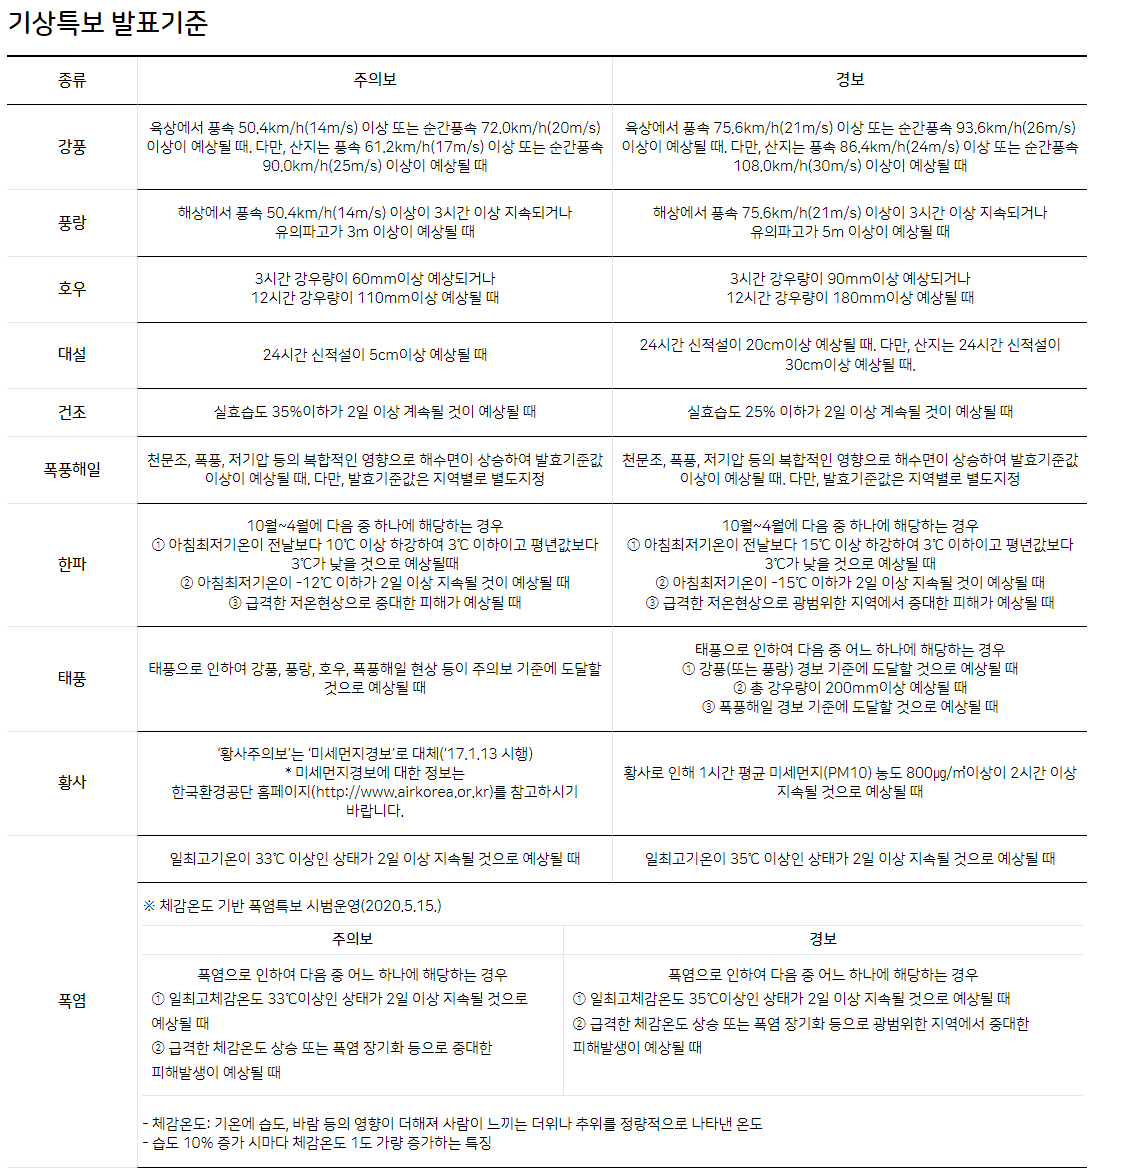 기상특보 발표기준
종류
주의보
경보
강풍
육상에서 풍속 50.4km/h(14m/s) 이상 또는 순간풍속 72.0km/h(20m/s)
이상이 예상될 때. 다만, 산지는 풍속 61.2km/h(17m/s) 이상 또는 순간풍속
90.0km/h(25m/s) 이상이 예상될 때
육상에서 풍속 75.6km/h(21m/s) 이상 또는 순간풍속 93.6km/h(26m/s)
이상이 예상될 때. 다만, 산지는 풍속 86.4km/h(24m/s) 이상 또는 순간풍속
108.0km/h(30m/s) 이상이 예상될 때
풍랑
해상에서 풍속 50.4km/h(14m/s) 이상이 3시간 이상 지속되거나
유의파고가 3m 이상이 예상될 때
해상에서 풍속 75.6km/h(21m/s) 이상이 3시간 이상 지속되거나
유의파고가 5m 이상이 예상될 때
호우
3시간 강우량이 60mm이상 예상되거나
12시간 강우량이 110mm이상 예상될 때
3시간 강우량이 90mm이상 예상되거나
12시간 강우량이 180mm이상 예상될 때
대설
24시간 신적설이 5cm이상 예상될 때
24시간 신적설이 20cm이상 예상될 때. 다만, 산지는 24시간 신적설이
30cm이상 예상될 때.
건조
실효습도 35%이하가 2일 이상 계속될 것이 예상될 때
실효습도 25% 이하가 2일 이상 계속될 것이 예상될 때
폭풍해일
천문조, 폭풍, 저기압 등의 복합적인 영향으로 해수면이 상승하여 발효기준값
이상이 예상될 때. 다만, 발효기준값은 지역별로 별도지정
천문조, 폭풍, 저기압 등의 복합적인 영향으로 해수면이 상승하여 발효기준값
이상이 예상될 때. 다만, 발효기준값은 지역별로 별도지정
한파
10월~4월에 다음 중 하나에 해당하는 경우
① 아침최저기온이 전날보다 10℃ 이상 하강하여 3℃ 이하이고 평년값보다
3℃가 낮을 것으로 예상될때
② 아침최저기온이 -12℃ 이하가 2일 이상 지속될 것이 예상될 때
③ 급격한 저온현상으로 중대한 피해가 예상될 때
10월~4월에 다음 중 하나에 해당하는 경우
① 아침최저기온이 전날보다 15℃ 이상 하강하여 3℃ 이하이고 평년값보다
3℃가 낮을 것으로 예상될 때
② 아침최저기온이 -15℃ 이하가 2일 이상 지속될 것이 예상될 때
③ 급격한 저온현상으로 광범위한 지역에서 중대한 피해가 예상될 때
태풍
태풍으로 인하여 강풍, 풍랑, 호우, 폭풍해일 현상 등이 주의보 기준에 도달할
것으로 예상될 때
태풍으로 인하여 다음 중 어느 하나에 해당하는 경우
① 강풍(또는 풍랑) 경보 기준에 도달할 것으로 예상될 때
② 총 강우량이 200mm이상 예상될 때
③ 폭풍해일 경보 기준에 도달할 것으로 예상될 때
황사
'황사주의보'는 '미세먼지경보'로 대체('17.1.13 시행)
* 미세먼지경보에 대한 정보는
한국환경공단 홈페이지(http://www.airkorea.or.kr)를 참고하시기
바랍니다.
황사로 인해 1시간 평균 미세먼지(PM10) 농도 800㎍/㎥이상이 2시간 이상
지속될 것으로 예상될 때
폭염
일최고기온이 33℃ 이상인 상태가 2일 이상 지속될 것으로 예상될 때
일최고기온이 35℃ 이상인 상태가 2일 이상 지속될 것으로 예상될 때
※ 체감온도 기반 폭염특보 시범운영(2020.5.15.)
주의보
경보
폭염으로 인하여 다음 중 어느 하나에 해당하는 경우
① 일최고체감온도 33℃이상인 상태가 2일 이상 지속될 것으로
예상될 때
② 급격한 체감온도 상승 또는 폭염 장기화 등으로 중대한
피해발생이 예상될 때
폭염으로 인하여 다음 중 어느 하나에 해당하는 경우
① 일최고체감온도 35℃이상인 상태가 2일 이상 지속될 것으로 예상될 때
② 급격한 체감온도 상승 또는 폭염 장기화 등으로 광범위한 지역에서 중대한
피해발생이 예상될 때
- 체감온도: 기온에 습도, 바람 등의 영향이 더해져 사람이 느끼는 더위나 추위를 정량적으로 나타낸 온도
- 습도 10% 증가 시마다 체감온도 1도 가량 증가하는 특징